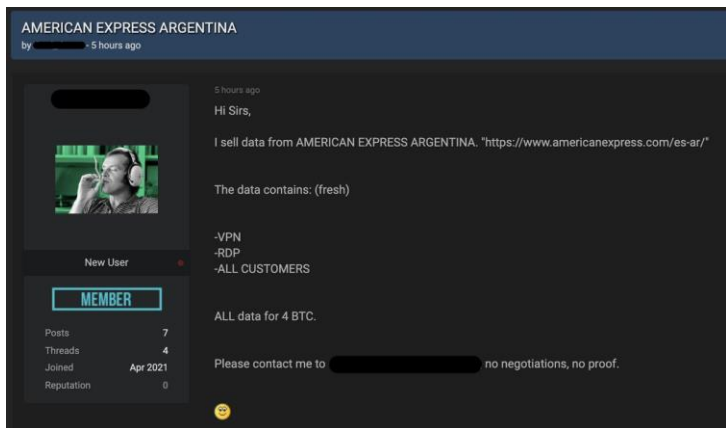 AMERICAN EXPRESS ARGENTINA
by - 5 hours ago
5 hours ago
Hi Sirs,
I sell data from AMERICAN EXPRESS ARGENTINA. "https://www.americanexpress.com/es-ar/"
The data contains: (fresh)
-VPN
-RDP
-ALL CUSTOMERS
ALL data for 4 BTC.
Please contact me to no negotiations, no proof.
New User
MEMBER
Posts 7
Threads 4
Joined Apr 2021
Reputation 0